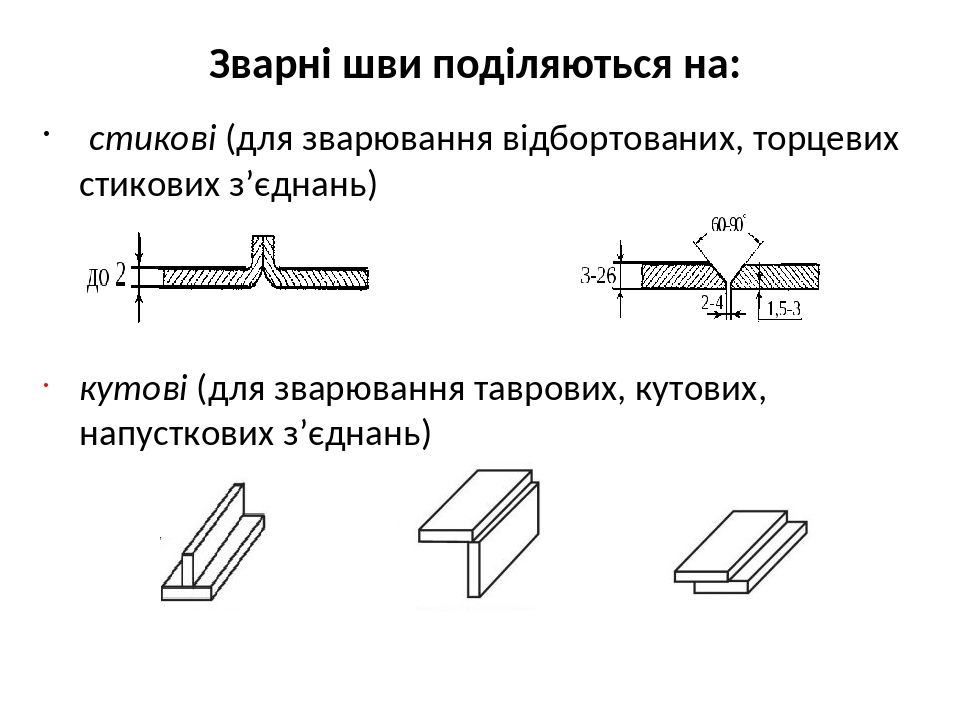 Зварні шви поділяються на:
• стикові (для зварювання відбортованих, торцевих
стикових з’єднань)
60-90°
до 2
3-26
2-4
1,5-3
• кутові (для зварювання таврових, кутових,
напусткових з’єднань)